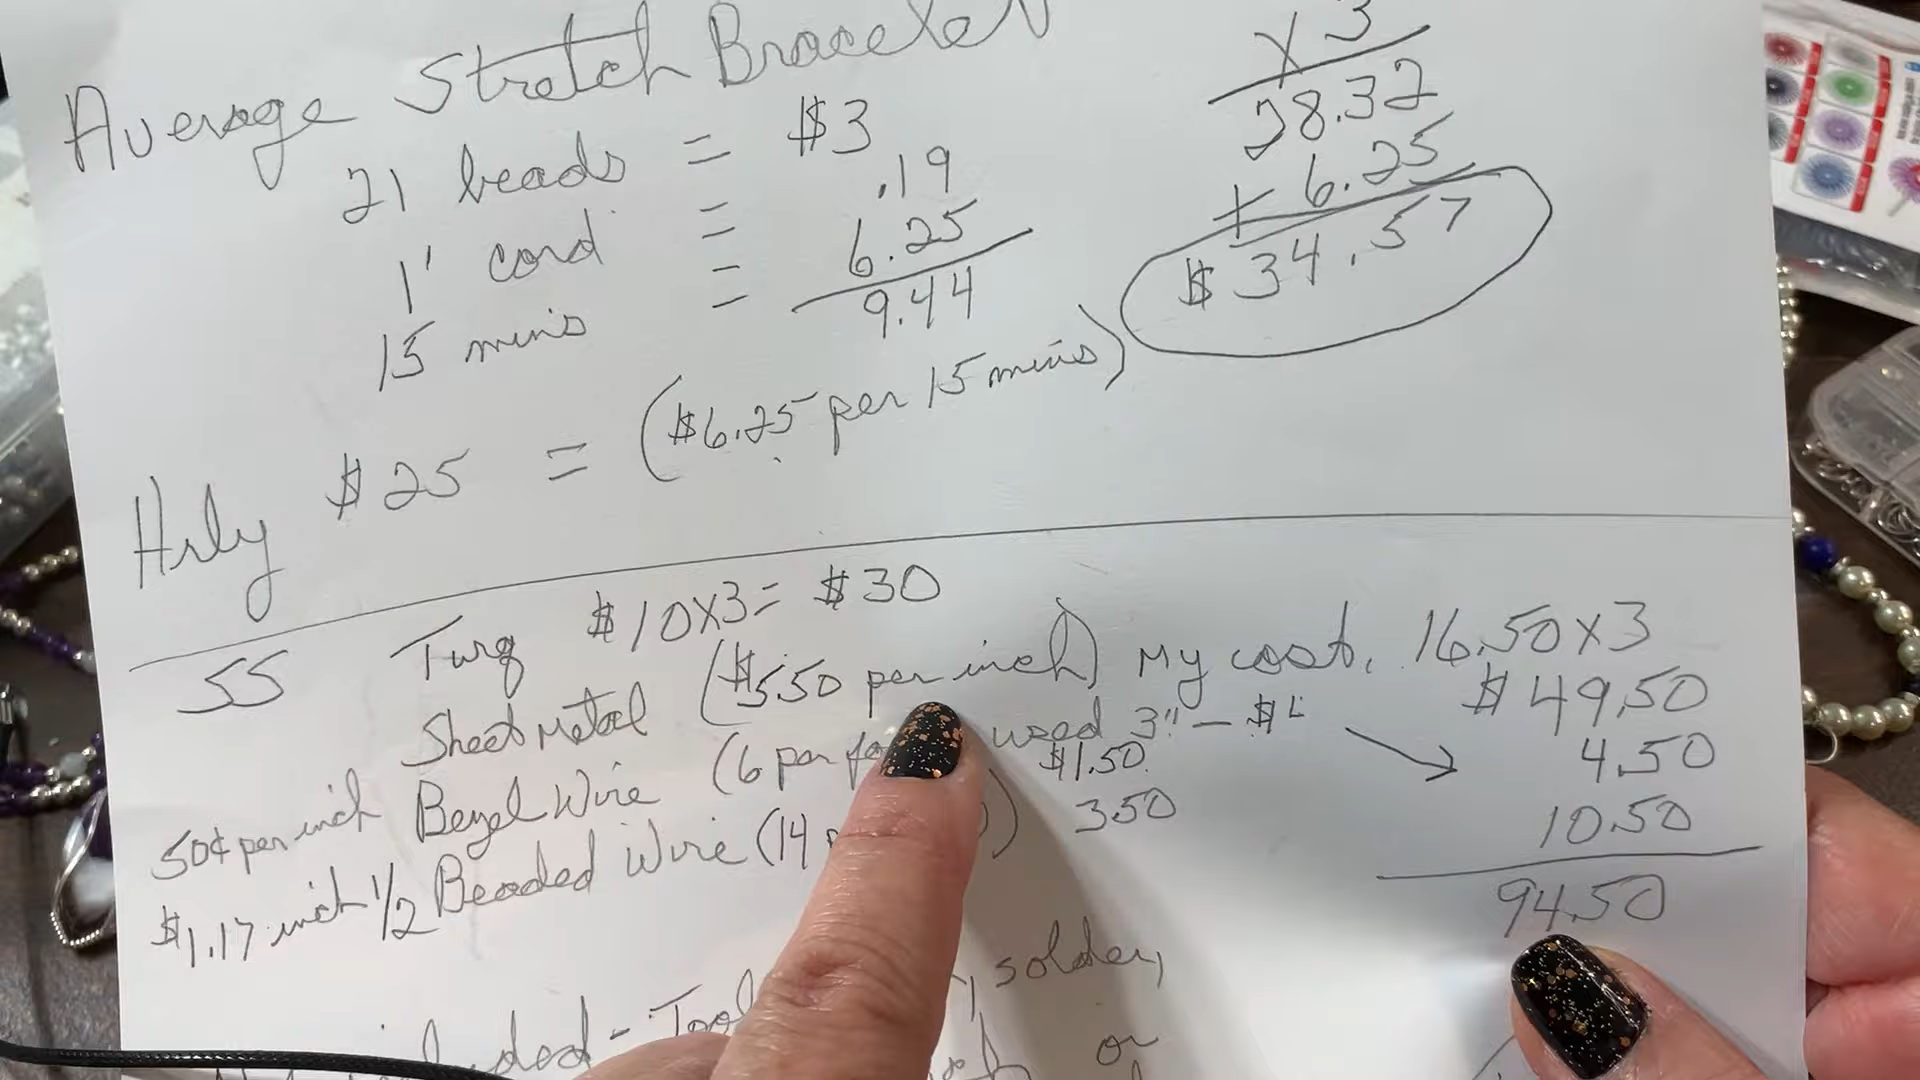 Average Stretch Bracelet
21 beads = $3
1' cord = .19
15 mins = 6.25
9.44
x 3
28.32
+ 6.25
$34.57
Hrly $25 = ($6.25 per 15 mins)
SS Turq $10x3= $30
Sheet Metal ($5.50 per inch) My cost. 16.50x3
$49.50
50¢ per inch Bezel Wire (6 per used 3" - $
$1.50
4.50
$1.17 inch 1/2 Beaded Wire (14 ) 3.50
10.50
94.50
solder,
or